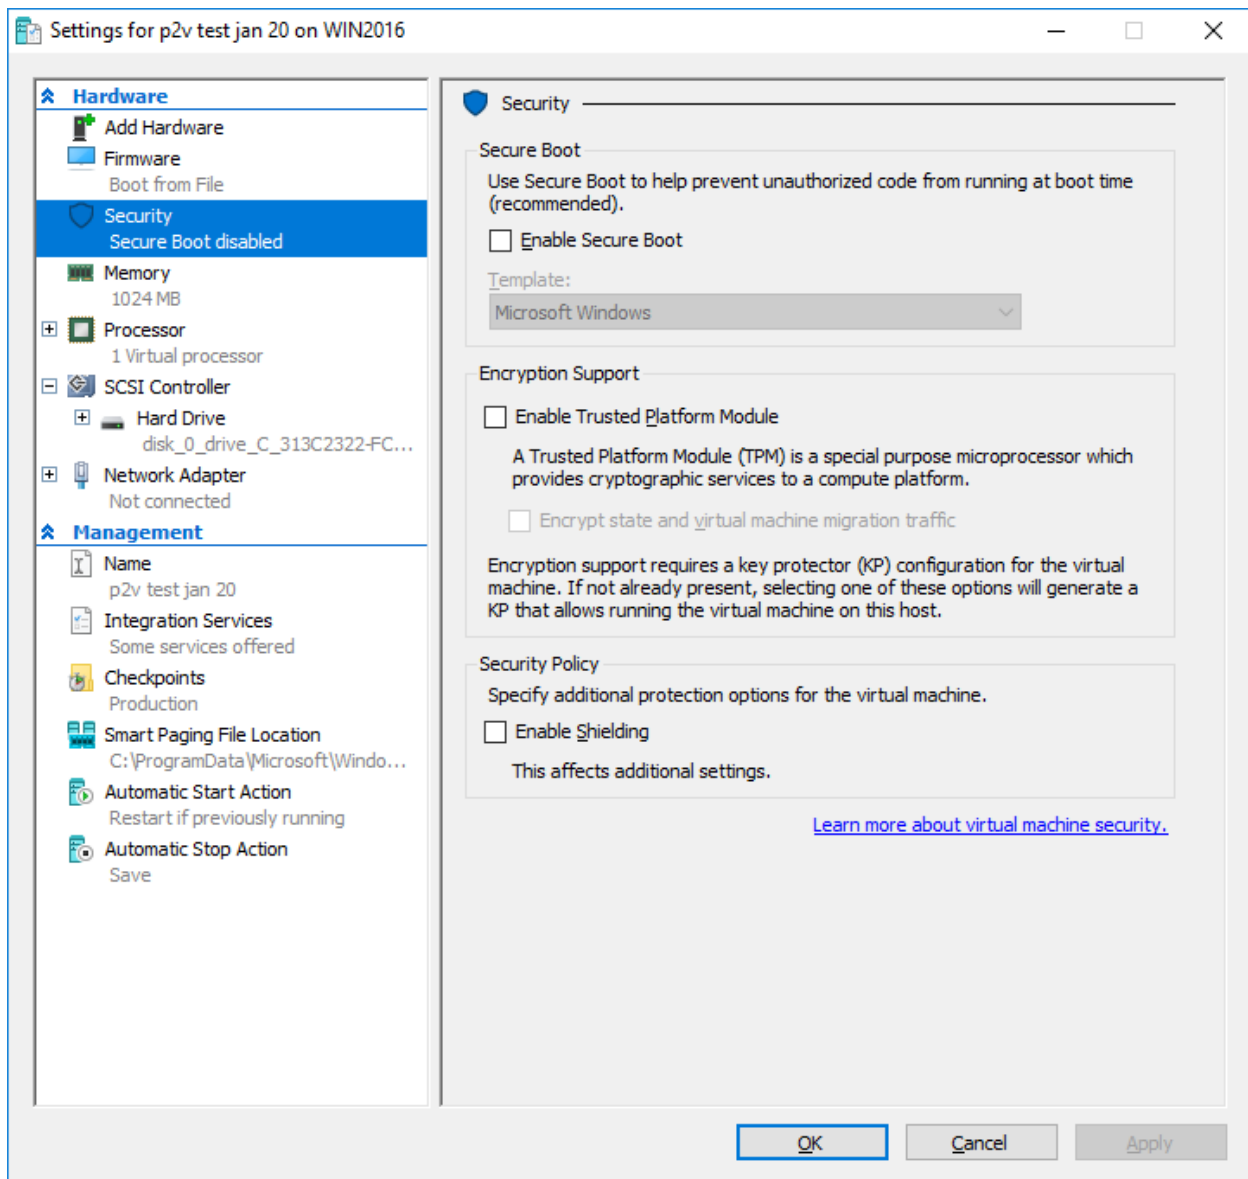 Settings for p2v test jan 20 on WIN2016
Hardware
Add Hardware
Firmware
Boot from File
Security
Secure Boot disabled
Memory
1024 MB
Processor
1 Virtual processor
SCSI Controller
Hard Drive
disk_0_drive_C_313C2322-FC...
Network Adapter
Not connected
Management
Name
p2v test jan 20
Integration Services
Some services offered
Checkpoints
Production
Smart Paging File Location
C:\ProgramData\Microsoft\Windo...
Automatic Start Action
Restart if previously running
Automatic Stop Action
Save
Security
Secure Boot
Use Secure Boot to help prevent unauthorized code from running at boot time
(recommended).
Enable Secure Boot
Template:
Microsoft Windows
Encryption Support
Enable Trusted Platform Module
A Trusted Platform Module (TPM) is a special purpose microprocessor which
provides cryptographic services to a compute platform.
Encrypt state and virtual machine migration traffic
Encryption support requires a key protector (KP) configuration for the virtual
machine. If not already present, selecting one of these options will generate a
KP that allows running the virtual machine on this host.
Security Policy
Specify additional protection options for the virtual machine.
Enable Shielding
This affects additional settings.
Learn more about virtual machine security.
OK
Cancel
Apply